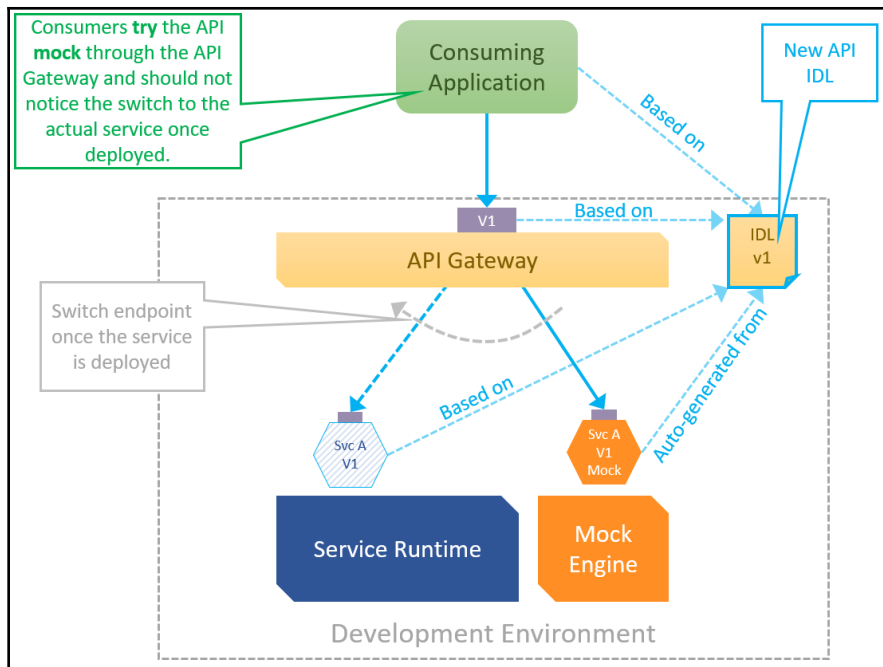 Consumers try the API
mock through the API
Gateway and should not
notice the switch to the
actual service once
deployed.
Consuming
Application
New API
IDL
Based on
V1
Based on
IDL
v1
API Gateway
Switch endpoint
once the service
is deployed
Based on
Auto-generated from
Svc A
V1
Svc A
V1
Mock
Service Runtime
Mock
Engine
Development Environment